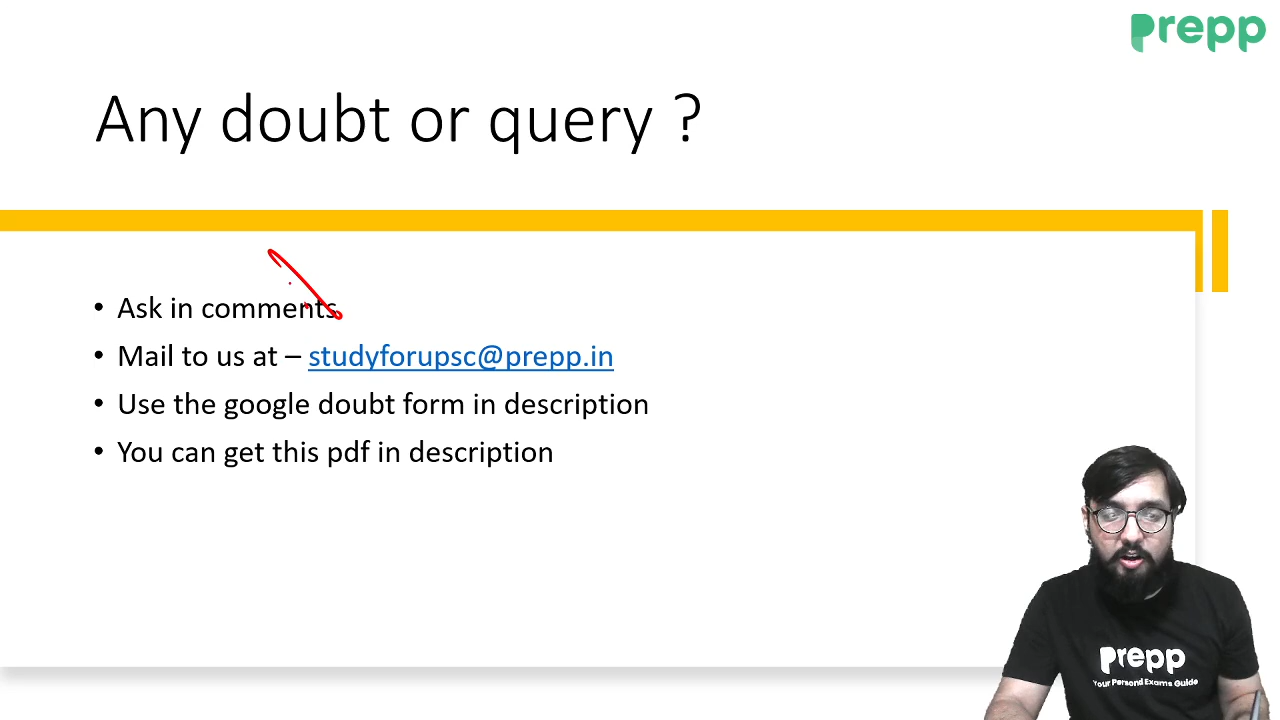 prepp
Any doubt or query ?
• Ask in comments
• Mail to us at – studyforupsc@prepp.in
• Use the google doubt form in description
• You can get this pdf in description
prepp
Your Personal Exams Guide